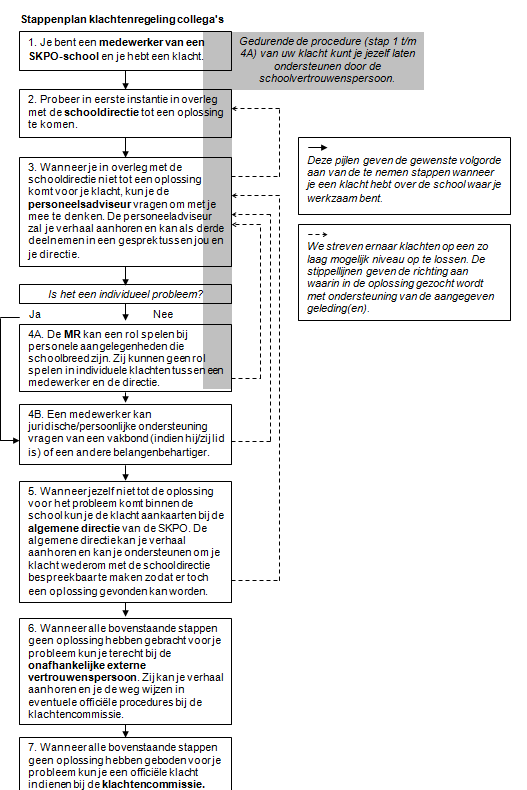 Stappenplan klachtenregeling collega's
1. Je bent een medewerker van een
SKPO-school en je hebt een klacht.
Gedurende de procedure (stap 1 t/m
4A) van uw klacht kunt je jezelf laten
ondersteunen door de
schoolvertrouwenspersoon.
2. Probeer in eerste instantie in overleg
met de schooldirectie tot een oplossing
te komen.
3. Wanneer je in overleg met de
schooldirectie niet tot een oplossing
komt voor je klacht, kun je de
personeelsadviseur vragen om met je
mee te denken. De personeeladviseur
zal je verhaal aanhoren en kan als derde
deelnemen in een gesprek tussen jou en
je directie.
Deze pijlen geven de gewenste volgorde
aan van de te nemen stappen wanneer
je een klacht hebt over de school waar je
werkzaam bent.
We streven ernaar klachten op een zo
laag mogelijk niveau op te lossen. De
stippellijnen geven de richting aan
waarin de oplossing gezocht wordt
met ondersteuning van de aangegeven
geleding(en).
Is het een individueel probleem?
Ja Nee
4A. De MR kan een rol spelen bij
personele aangelegenheden die
schoolbreed zijn. Zij kunnen geen rol
spelen in individuele klachten tussen een
medewerker en de directie.
4B. Een medewerker kan
juridische/persoonlijke ondersteuning
vragen van een vakbond (indien hij/zij lid
is) of een andere belangenbehartiger.
5. Wanneer jezelf niet tot de oplossing
voor het probleem komt binnen de
school kun je de klacht aankaarten bij de
algemene directie van de SKPO. De
algemene directie kan je verhaal
aanhoren en kan je ondersteunen om je
klacht wederom met de schooldirectie
bespreekbaar te maken zodat er toch
een oplossing gevonden kan worden.
6. Wanneer alle bovenstaande stappen
geen oplossing hebben gebracht voor je
probleem kun je terecht bij de
onafhankelijke externe
vertrouwenspersoon. Zij kan je verhaal
aanhoren en je de weg wijzen in
eventuele officiële procedures bij de
klachtencommissie.
7. Wanneer alle bovenstaande stappen
geen oplossing hebben geboden voor je
probleem kun je een officiële klacht
indienen bij de klachtencommissie.